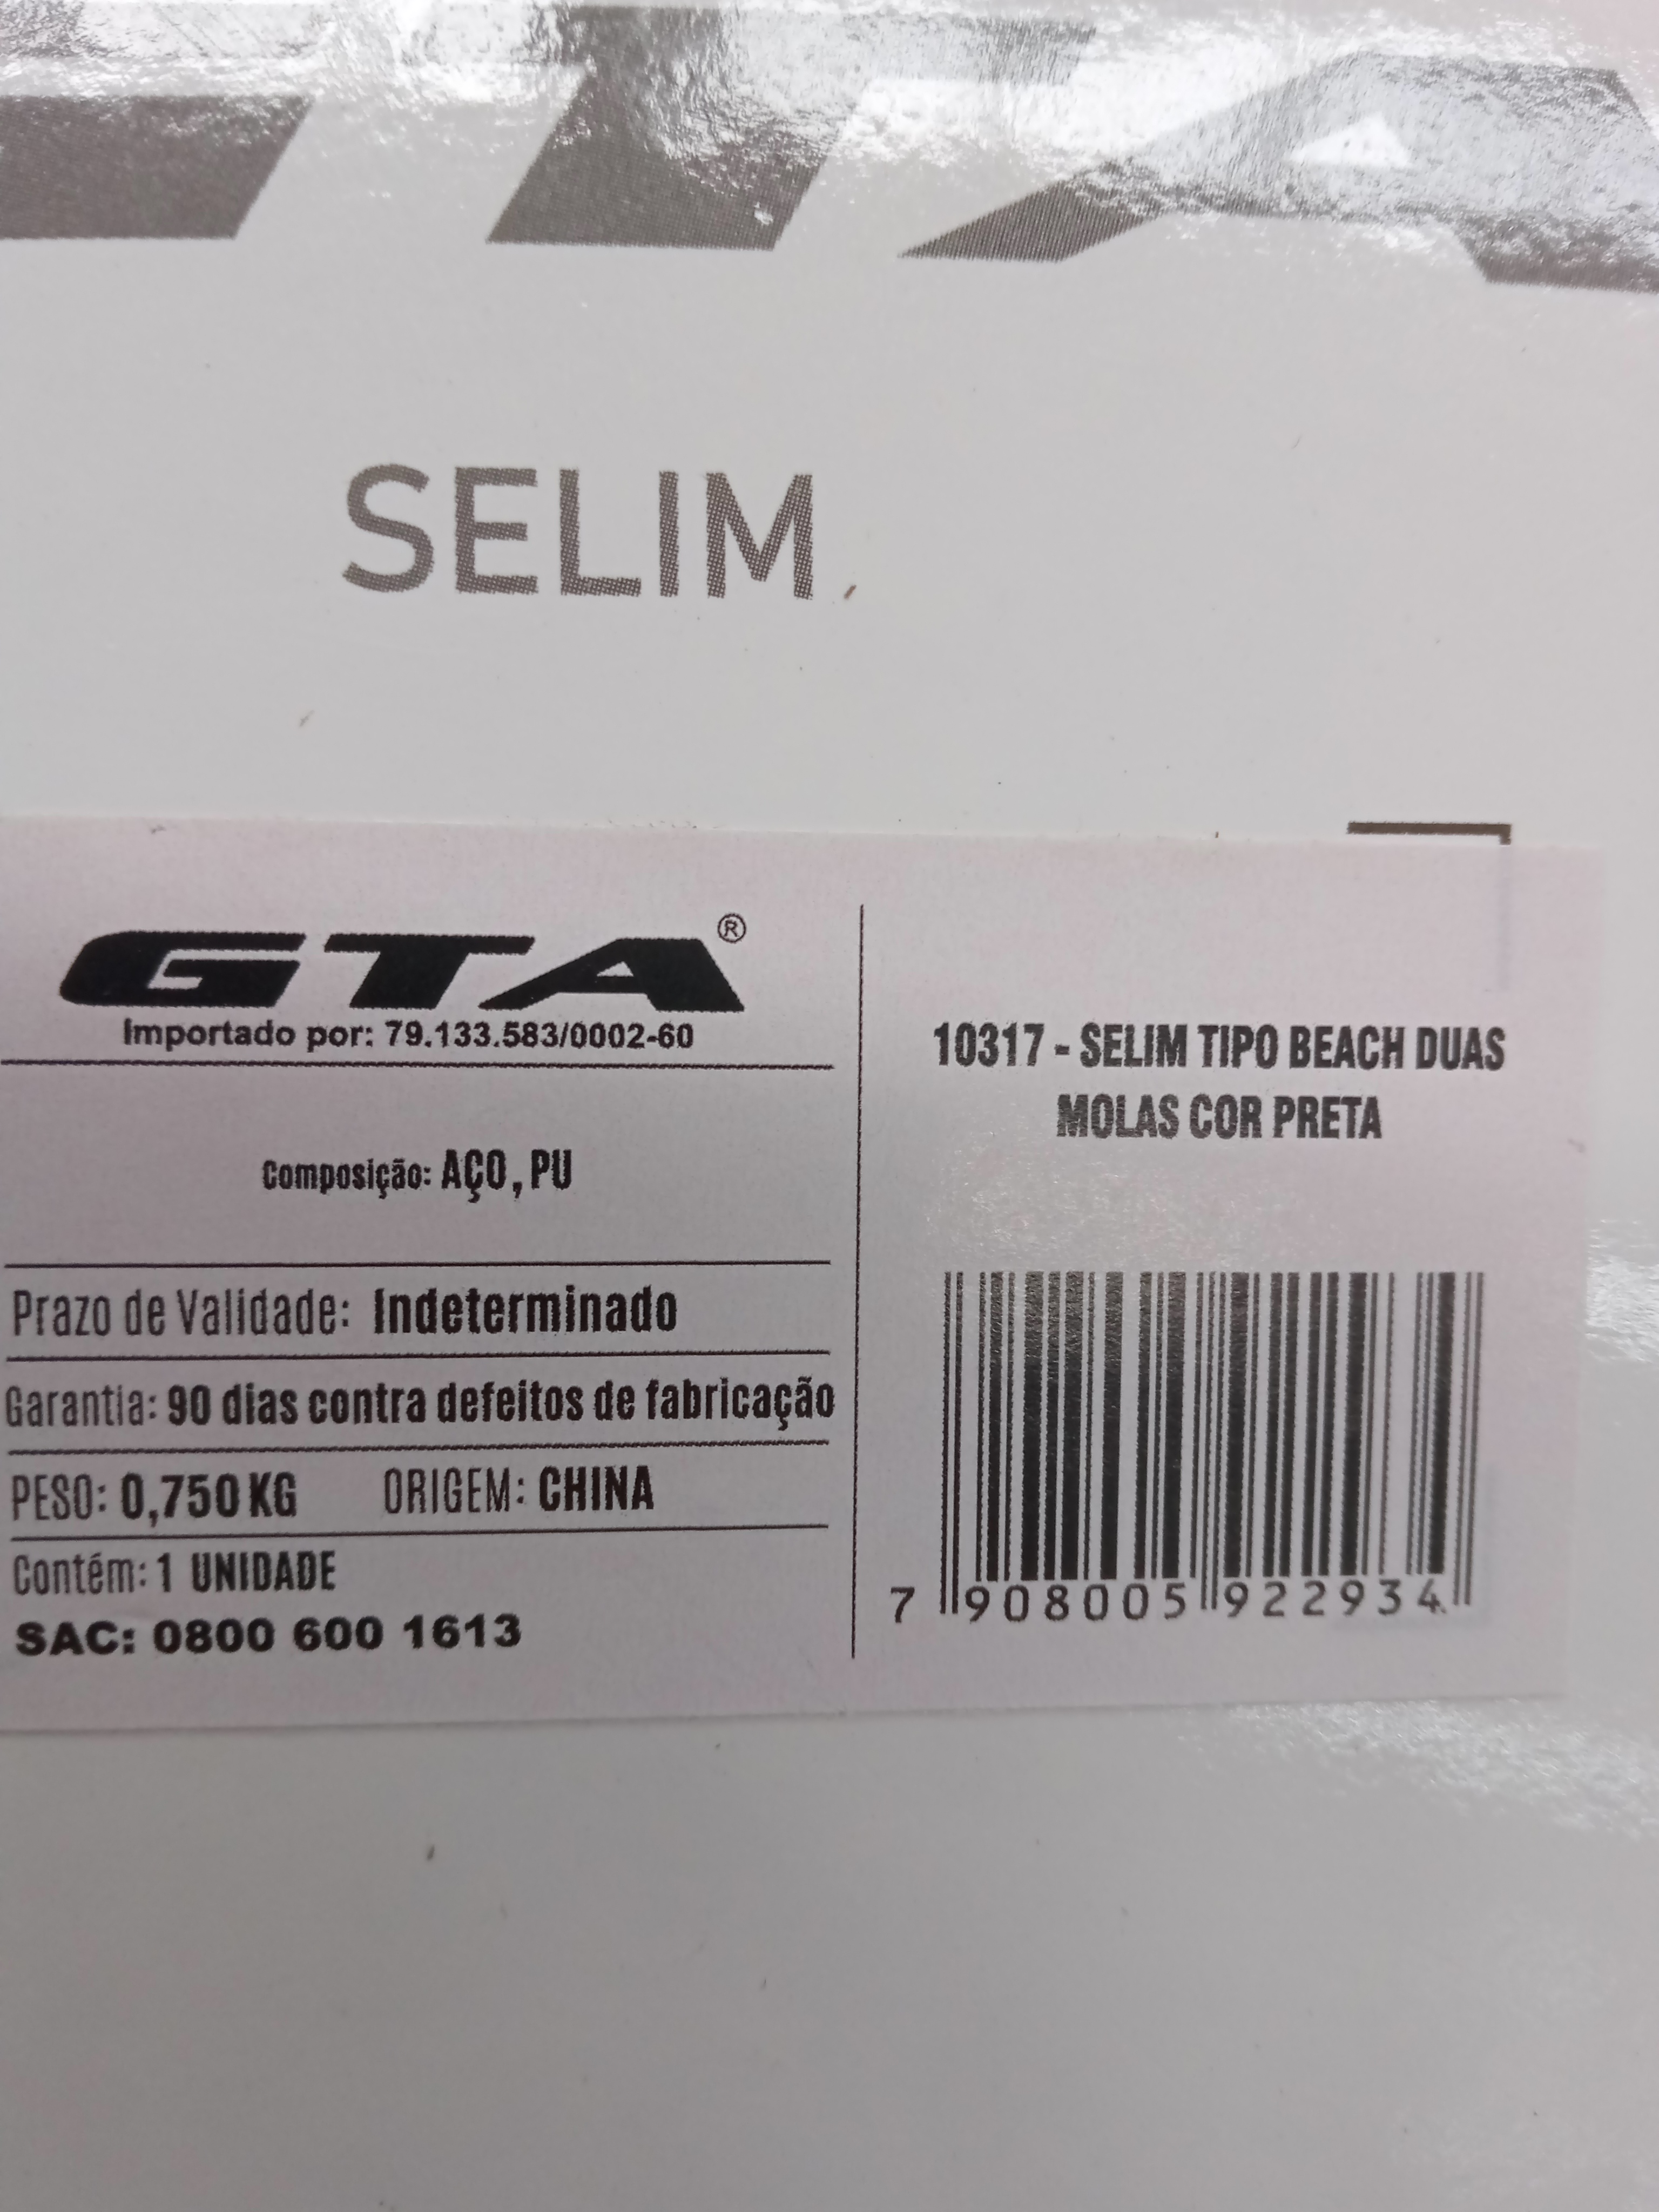 GTA
SELIM
GTA®
Importado por: 79.133.583/0002-60
Composição: AÇO, PU
Prazo de Validade: Indeterminado
Garantia: 90 dias contra defeitos de fabricação
PESO: 0,750 KG ORIGEM: CHINA
Contém: 1 UNIDADE
SAC: 0800 600 1613
10317 - SELIM TIPO BEACH DUAS
MOLAS COR PRETA
7 908005 922934